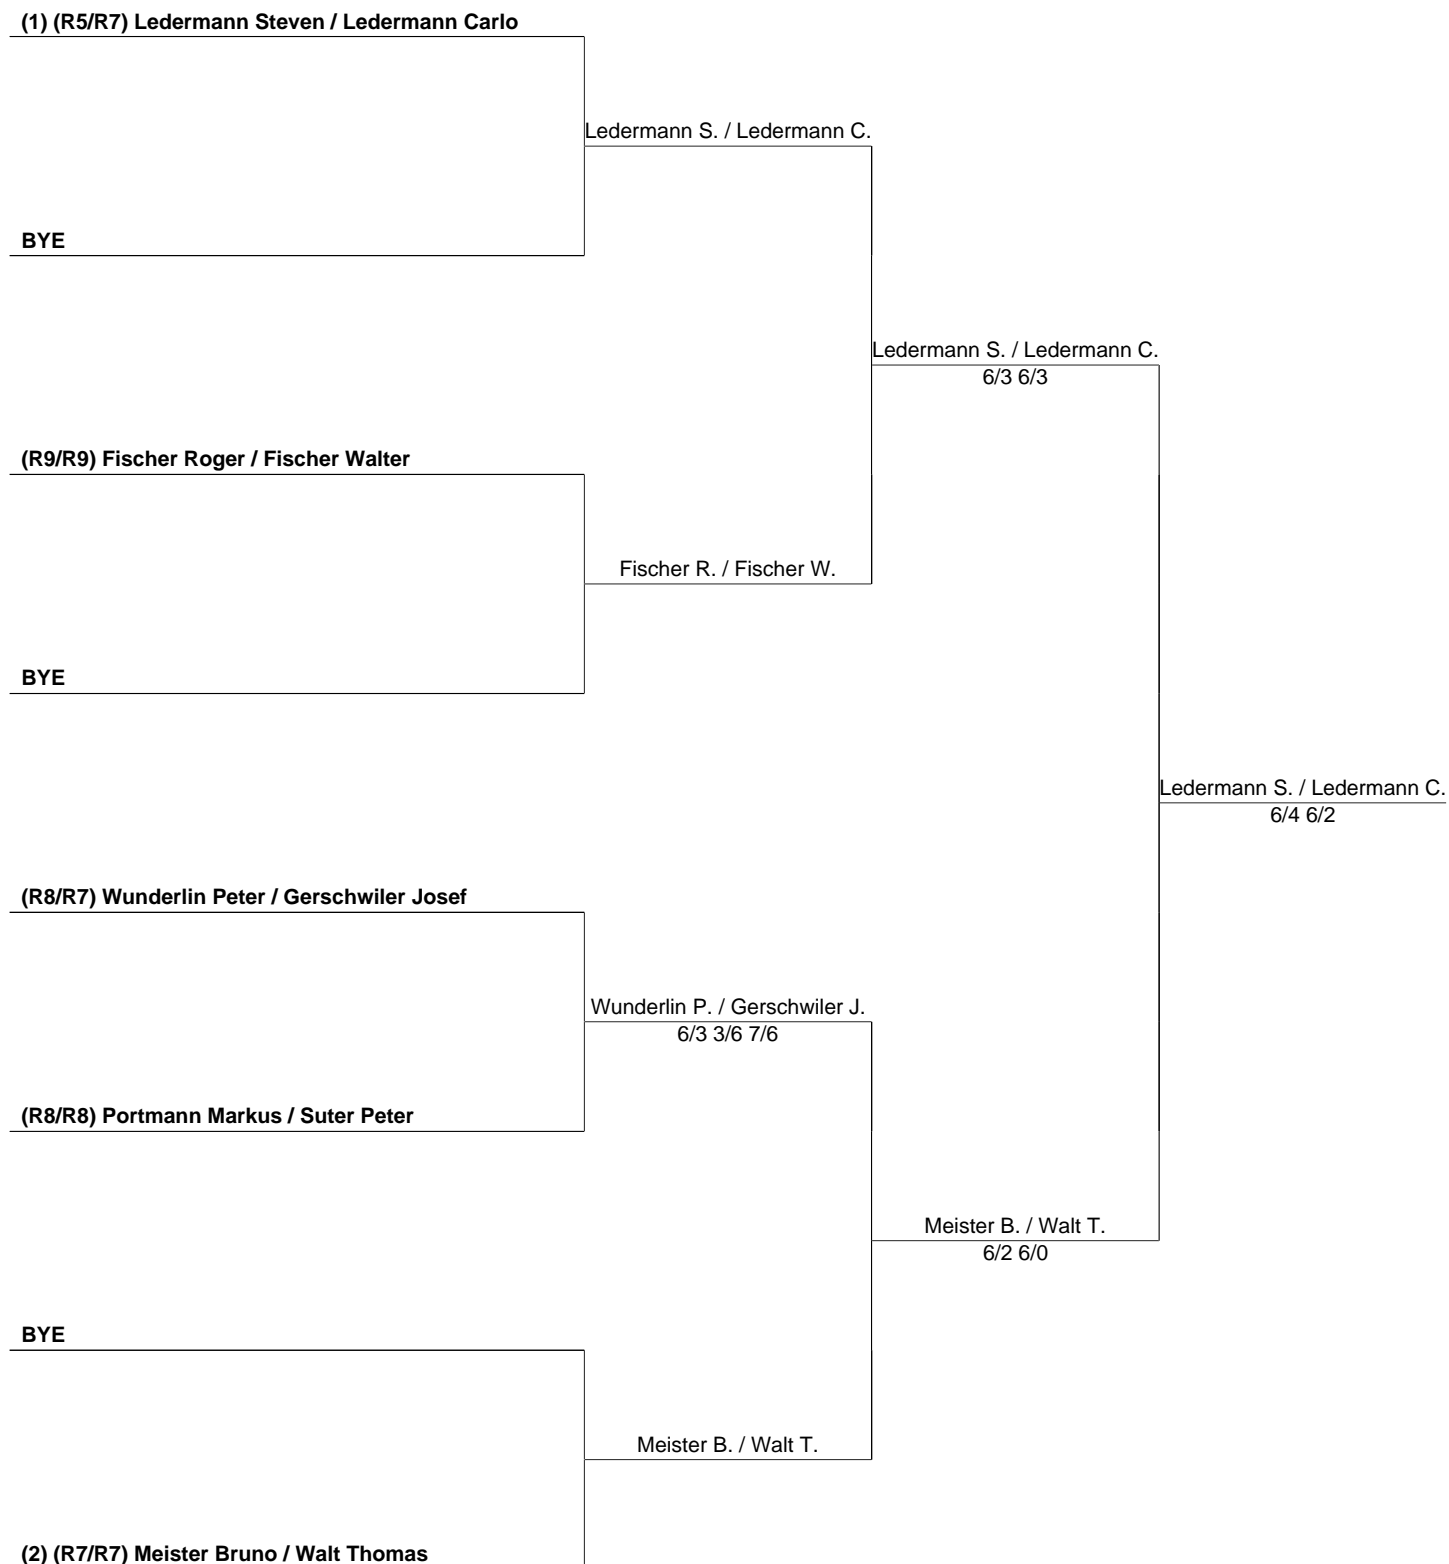 (1) (R5/R7) Ledermann Steven / Ledermann Carlo
Ledermann S. / Ledermann C.
BYE
Ledermann S. / Ledermann C.
6/3 6/3
(R9/R9) Fischer Roger / Fischer Walter
Fischer R. / Fischer W.
BYE
Ledermann S. / Ledermann C.
6/4 6/2
(R8/R7) Wunderlin Peter / Gerschwiler Josef
Wunderlin P. / Gerschwiler J.
6/3 3/6 7/6
(R8/R8) Portmann Markus / Suter Peter
Meister B. / Walt T.
6/2 6/0
BYE
Meister B. / Walt T.
(2) (R7/R7) Meister Bruno / Walt Thomas